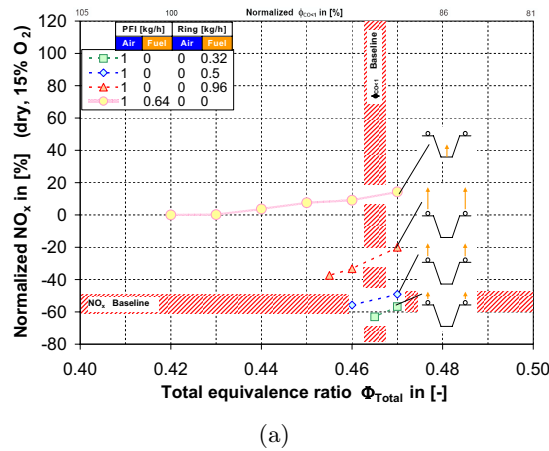 105 100 Normalized ϕCO+1 in [%] 86 81
PFI [kg/h] Ring [kg/h]
Air Fuel Air Fuel
1 0 0 0.32
1 0 0 0.5
1 0 0 0.96
1 0.64 0 0
ϕCO+1 Baseline
NOx Baseline
Normalized NOx in [%] (dry, 15% O2)
120
100
80
60
40
20
0
-20
-40
-60
-80
0.40 0.42 0.44 0.46 0.48 0.50
Total equivalence ratio ΦTotal in [-]
(a)